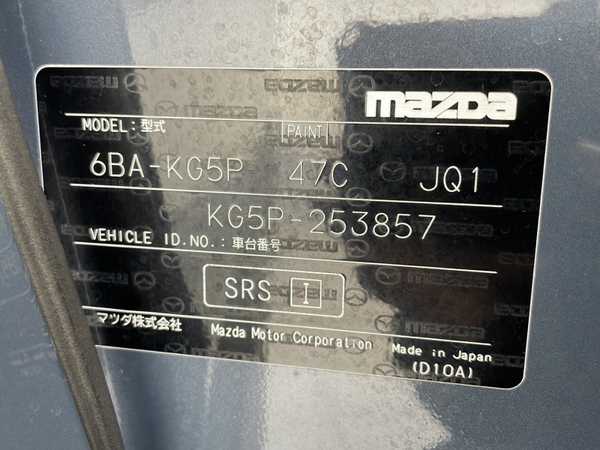 mazda
MODEL:型式 PAINT
6BA-KG5P 47C JQ1
KG5P-253857
VEHICLE ID.NO.:車台番号
SRS I
マツダ株式会社 Mazda Motor Corporation Made in Japan
(D10A)